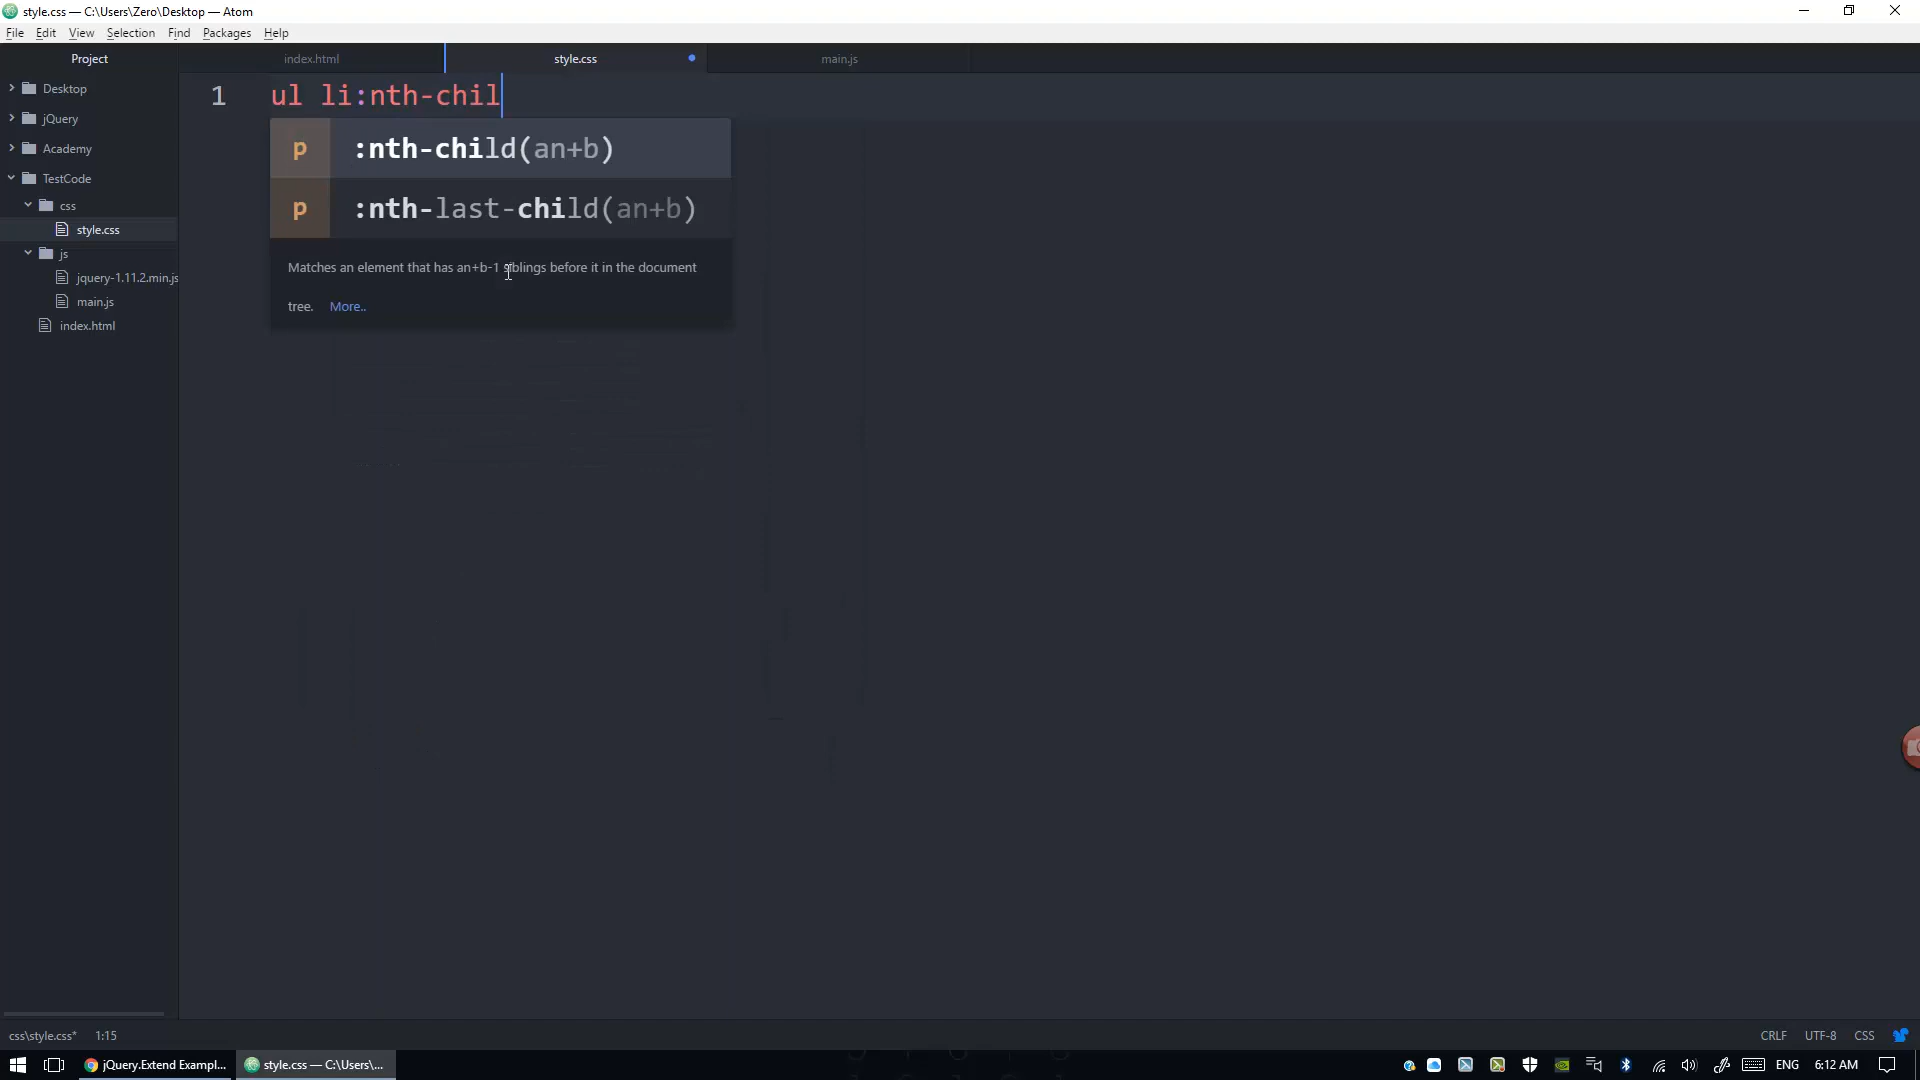 style.css — C:\Users\Zero\Desktop — Atom
File Edit View Selection Find Packages Help
Project
index.html
style.css
main.js
Desktop
jQuery
Academy
TestCode
css
style.css
js
jquery-1.11.2.min.js
main.js
index.html
1 ul li:nth-chil
p :nth-child(an+b)
p :nth-last-child(an+b)
Matches an element that has an+b-1 siblings before it in the document
tree. More..
css\style.css* 1:15
CRLF UTF-8 CSS
jQuery.Extend Exampl...
style.css — C:\Users\...
ENG 6:12 AM